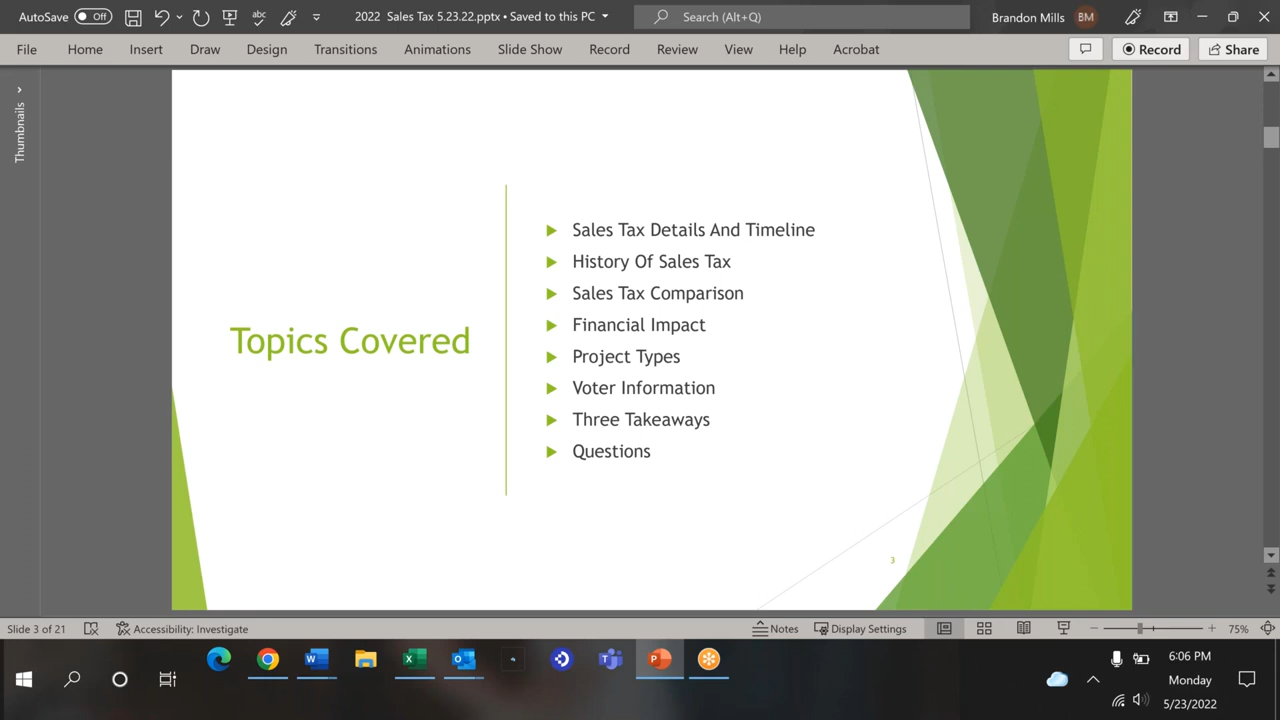 AutoSave Off 2022 Sales Tax 5.23.22.pptx • Saved to this PC Search (Alt+Q) Brandon Mills BM
File Home Insert Draw Design Transitions Animations Slide Show Record Review View Help Acrobat Record Share
Thumbnails
Topics Covered
Sales Tax Details And Timeline
History Of Sales Tax
Sales Tax Comparison
Financial Impact
Project Types
Voter Information
Three Takeaways
Questions
3
Slide 3 of 21 Accessibility: Investigate Notes Display Settings 75%
6:06 PM
Monday
5/23/2022